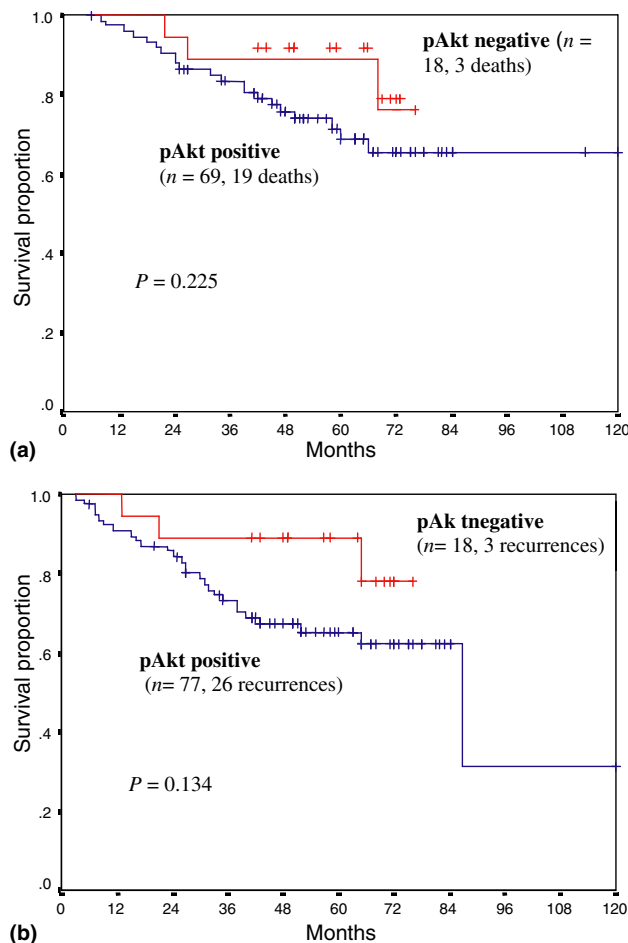 1.0
.8
.6
.4
.2
.0
Survival proportion
pAkt negative (n =
18, 3 deaths)
pAkt positive
(n = 69, 19 deaths)
P = 0.225
0 12 24 36 48 60 72 84 96 108 120
Months
(a)
1.0
.8
.6
.4
.2
.0
Survival proportion
pAk tnegative
(n= 18, 3 recurrences)
pAkt positive
(n= 77, 26 recurrences)
P = 0.134
0 12 24 36 48 60 72 84 96 108 120
Months
(b)